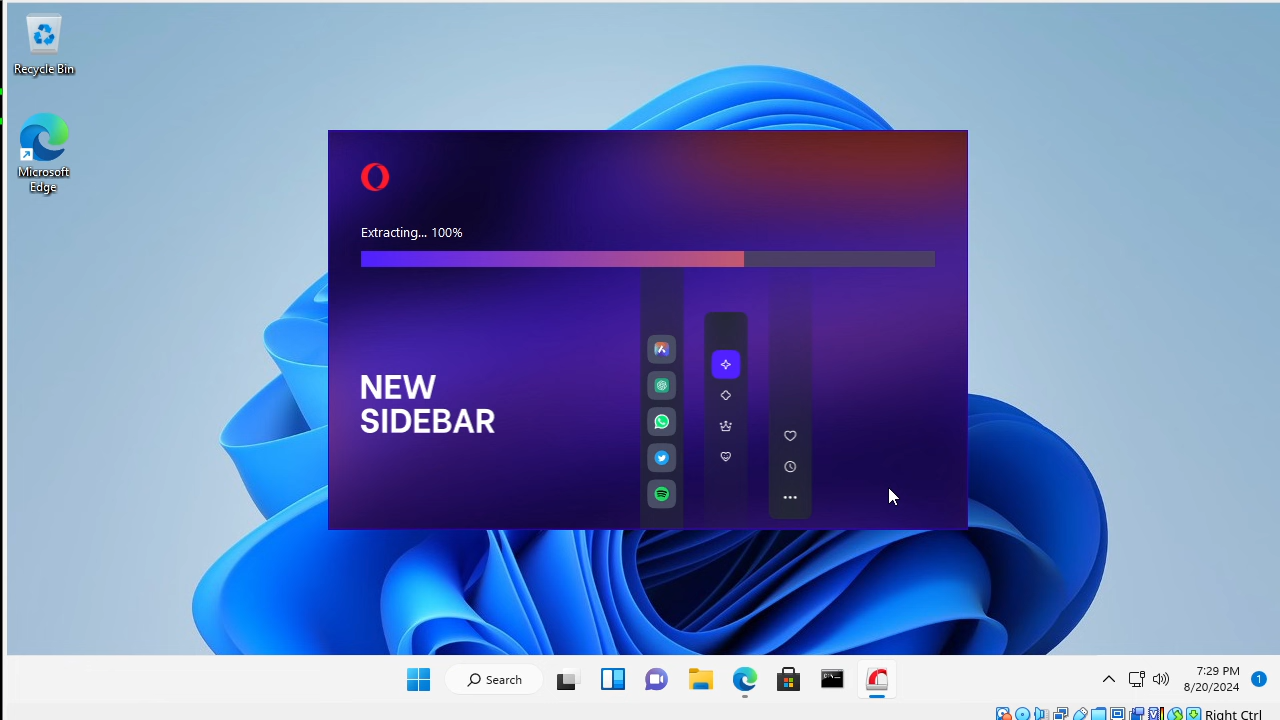 Recycle Bin
Microsoft
Edge
Extracting... 100%
NEW
SIDEBAR
Search
7:29 PM
8/20/2024
1
Right Ctrl